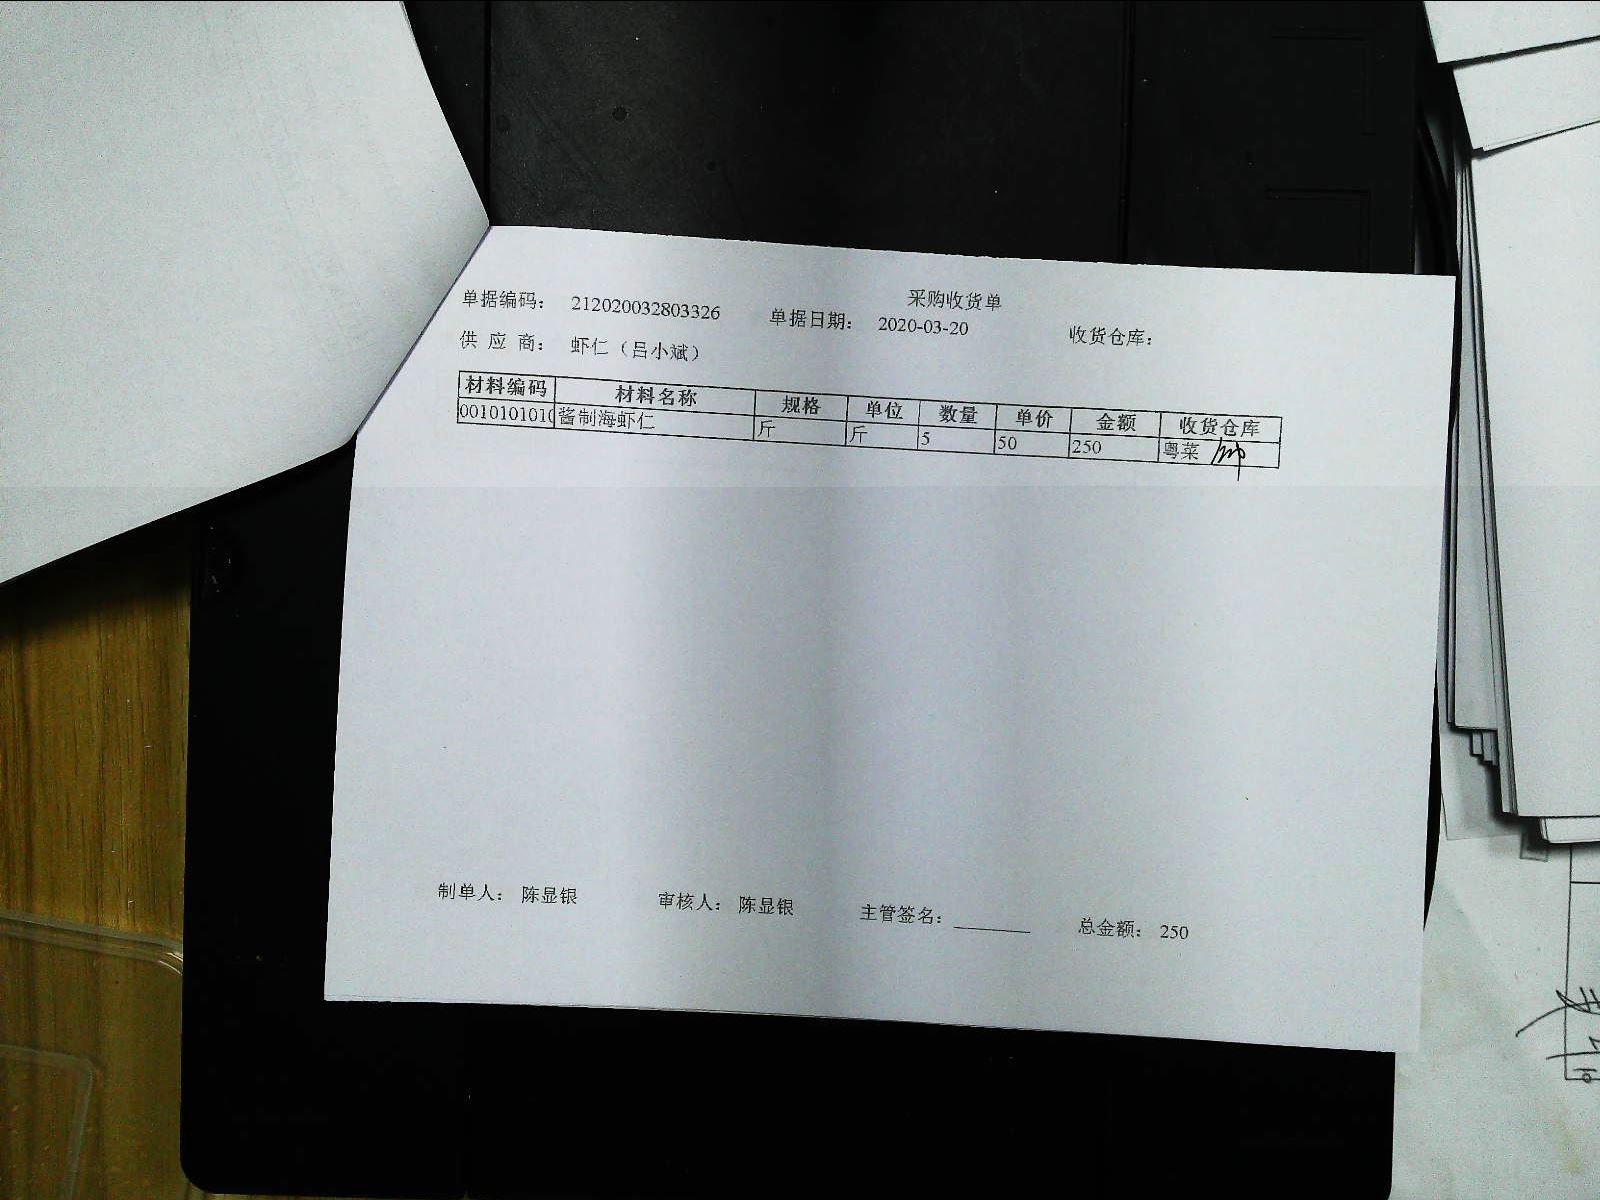 采购收货单
单据编码： 212020032803326 单据日期： 2020-03-20 收货仓库：
供 应 商： 虾仁（吕小斌）
材料编码 材料名称 规格 单位 数量 单价 金额 收货仓库
001010101 酱制海虾仁 斤 斤 5 50 250 粤菜
制单人： 陈显银 审核人： 陈显银 主管签名： 总金额： 250